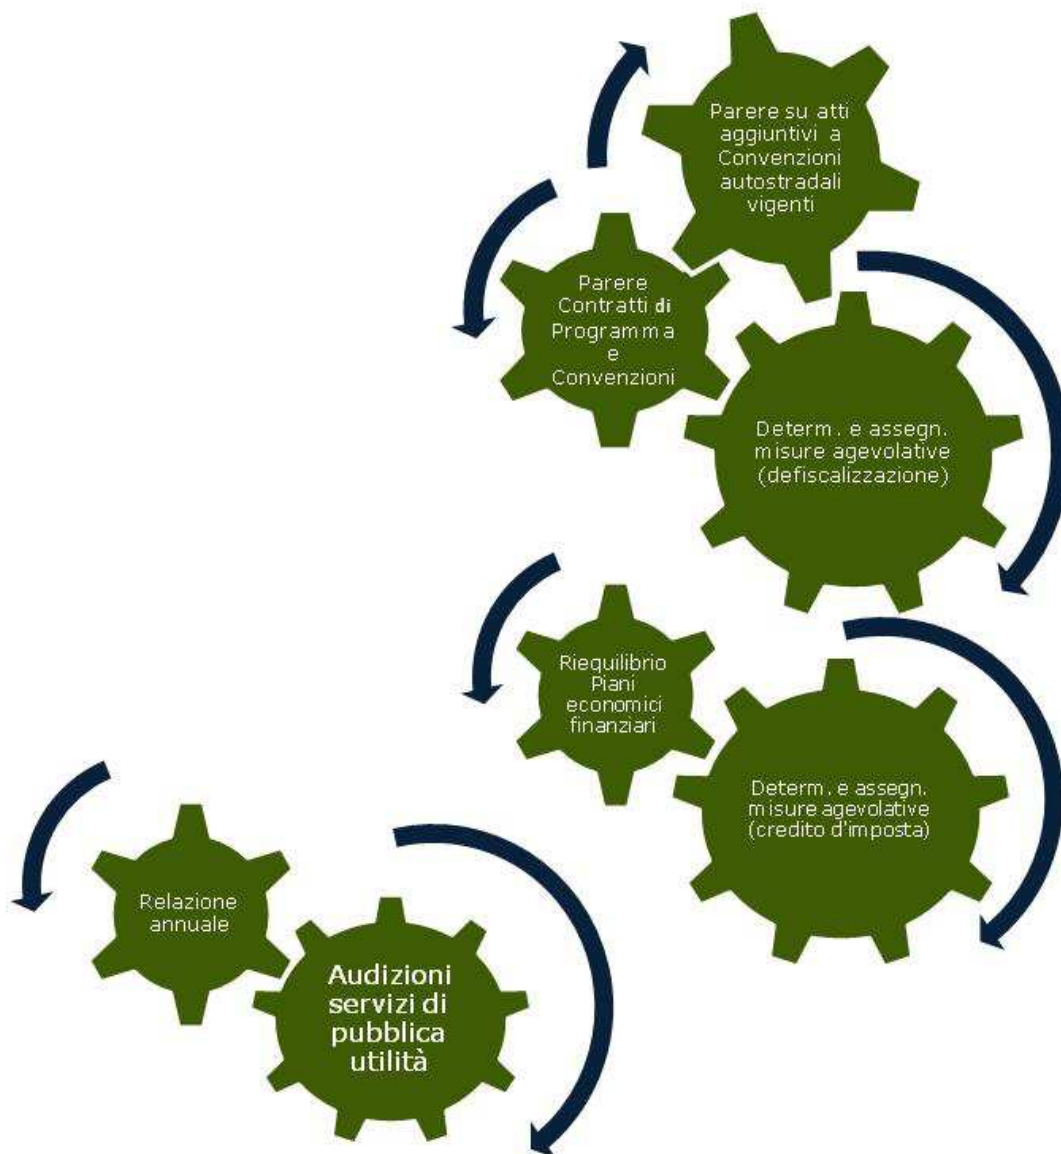 Parere su atti
aggiuntivi a
Convenzioni
autostradali
vigenti
Parere
Contratti di
Programma
e
Convenzioni
Determ. e assegn.
misure agevolative
(defiscalizzazione)
Riequilibrio
Piani
economici
finanziari
Determ. e assegn.
misure agevolative
(credito d'imposta)
Relazione
annuale
Audizioni
servizi di
pubblica
utilità